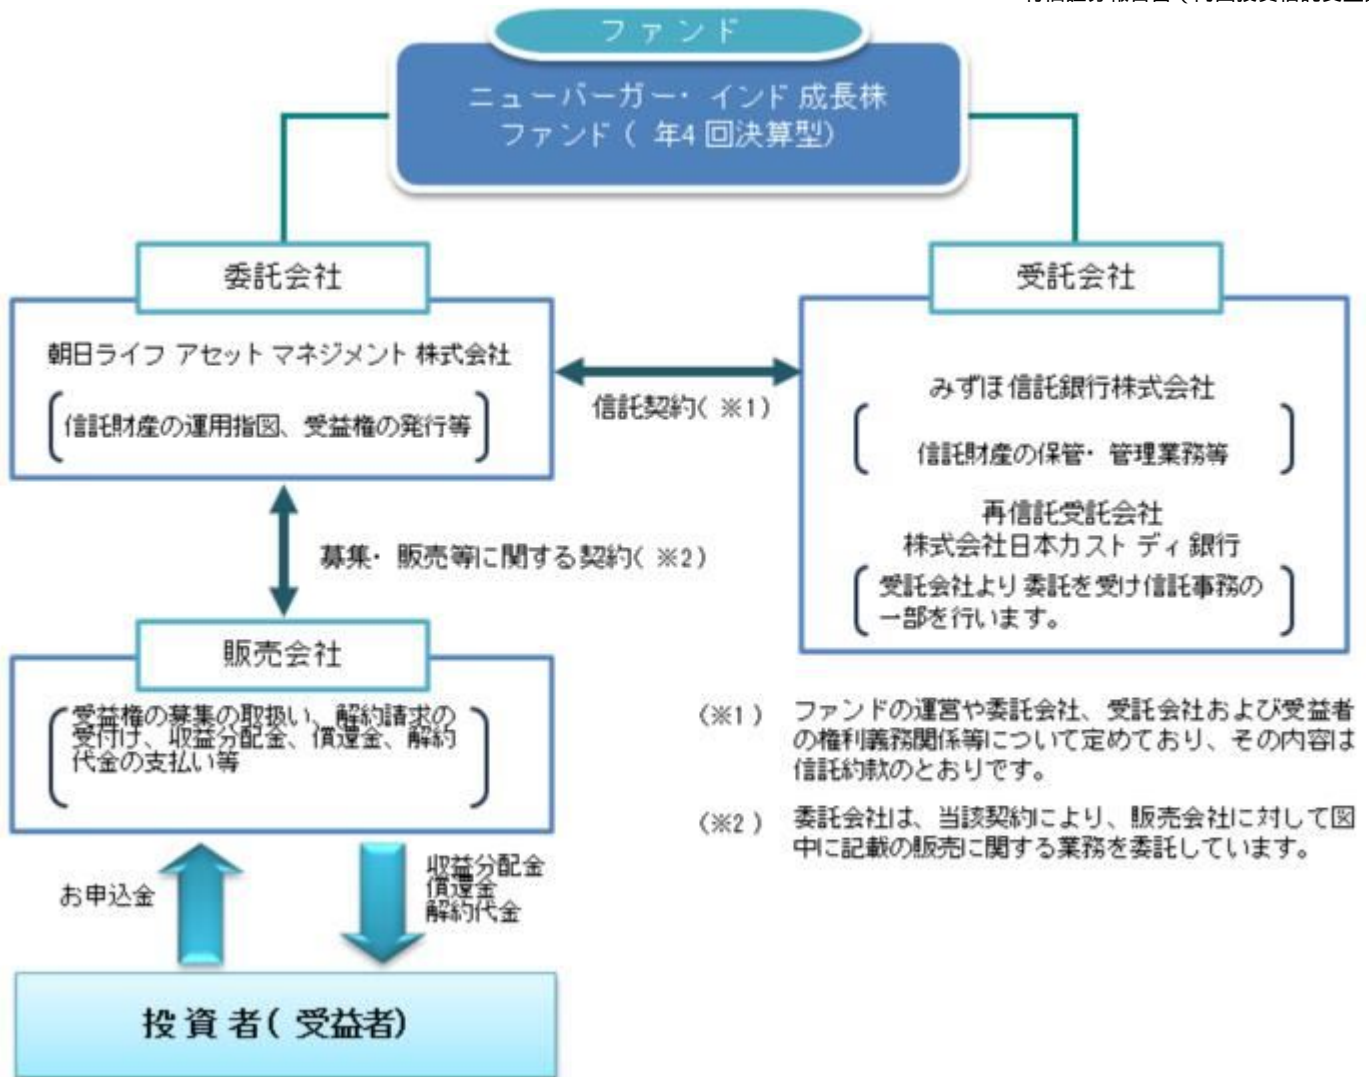 ファンド
ニューバーガー・インド成長株
ファンド（年4回決算型）
委託会社
朝日ライフ アセット マネジメント 株式会社
信託財産の運用指図、受益権の発行等
信託契約(※1)
受託会社
みずほ信託銀行株式会社
信託財産の保管・管理業務等
再信託受託会社
株式会社日本カストディ銀行
受託会社より委託を受け信託事務の
一部を行います。
募集・販売等に関する契約(※2)
販売会社
受益権の募集の取扱い、解約請求の
受付け、収益分配金、償還金、解約
代金の支払い等
(※1) ファンドの運営や委託会社、受託会社および受益者
の権利義務関係等について定めており、その内容は
信託約款のとおりです。
(※2) 委託会社は、当該契約により、販売会社に対して図
中に記載の販売に関する業務を委託しています。
お申込金
収益分配金
償還金
解約代金
投資者(受益者)